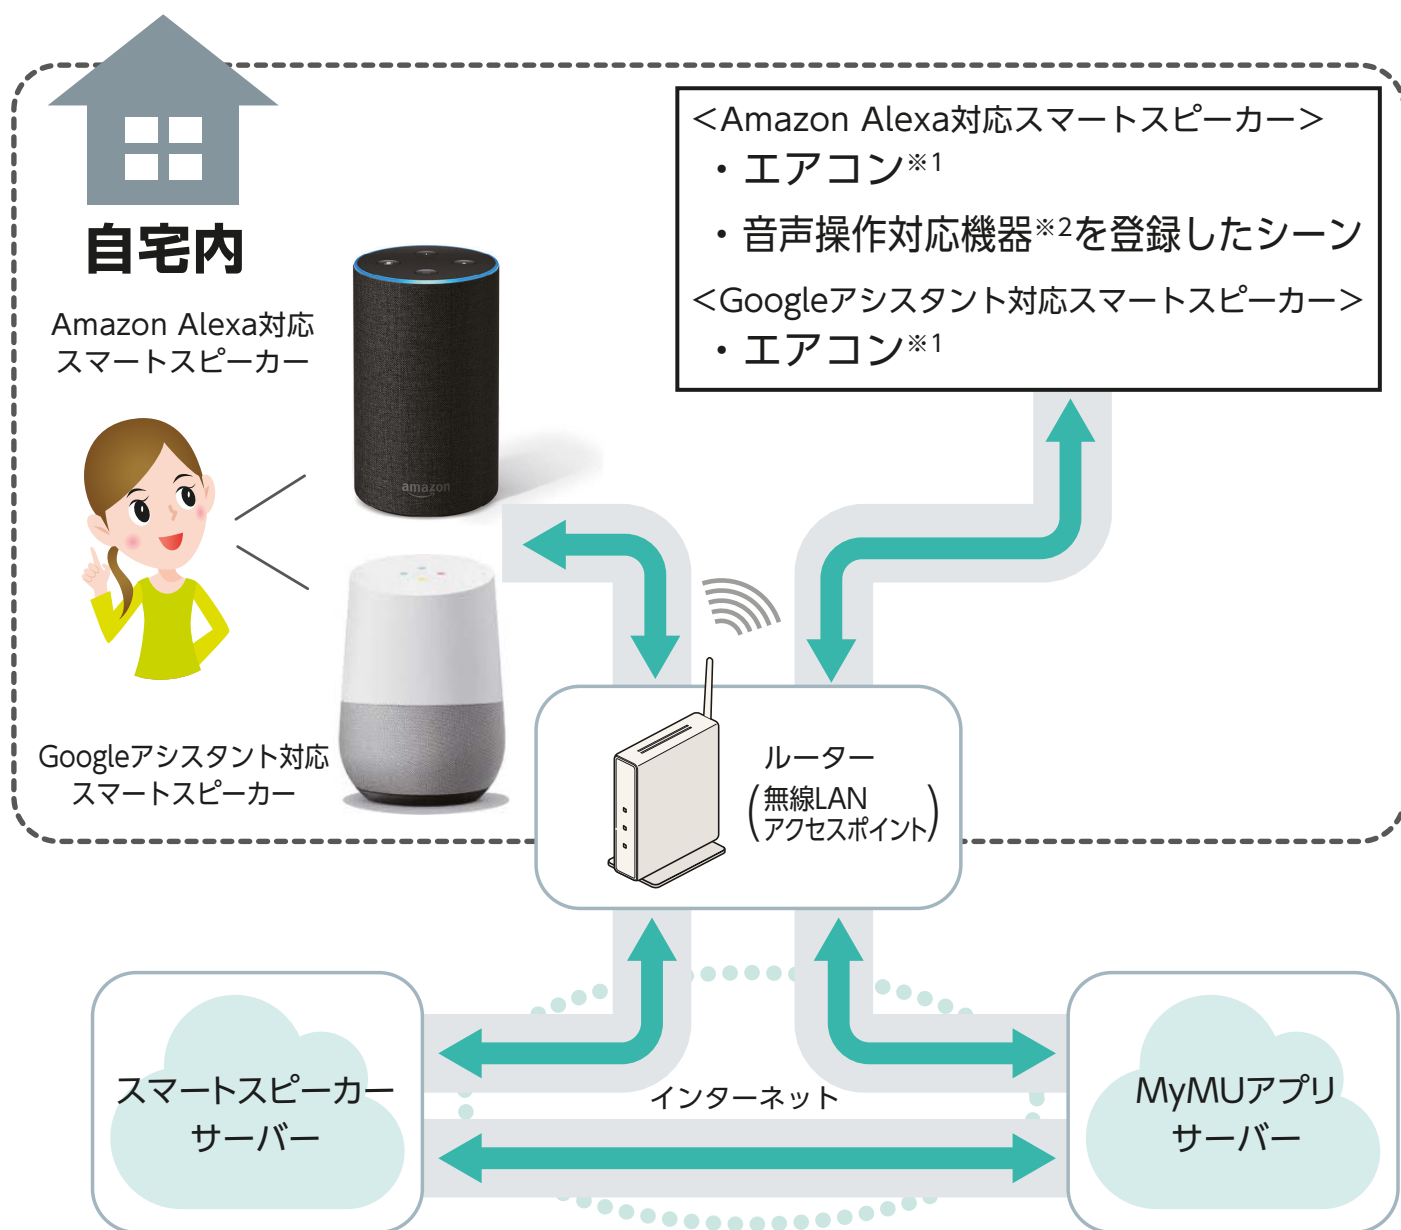 <Amazon Alexa対応スマートスピーカー>
・エアコン※1
・音声操作対応機器※2を登録したシーン
<Googleアシスタント対応スマートスピーカー>
・エアコン※1
自宅内
Amazon Alexa対応
スマートスピーカー
amazon
Googleアシスタント対応
スマートスピーカー
ルーター
(無線LAN
アクセスポイント)
スマートスピーカー
サーバー
インターネット
MyMUアプリ
サーバー